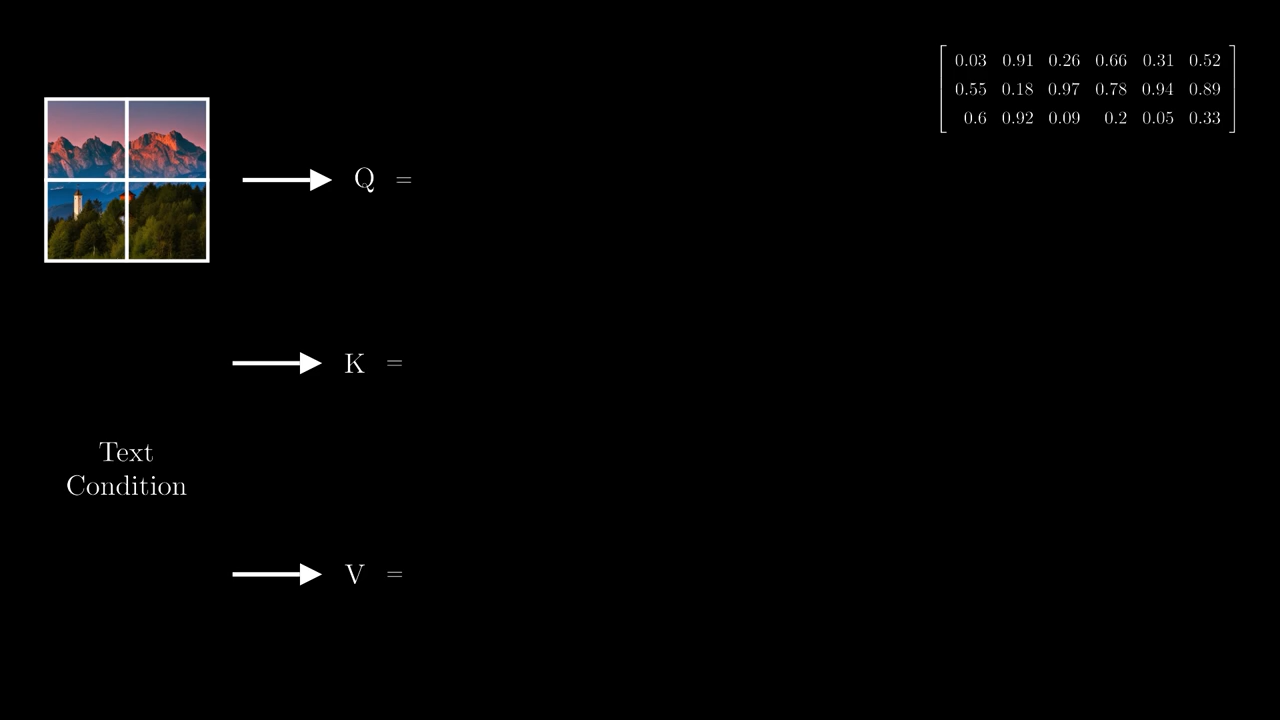 0.03 0.91 0.26 0.66 0.31 0.52
0.55 0.18 0.97 0.78 0.94 0.89
0.6 0.92 0.09 0.2 0.05 0.33
Q =
K =
Text
Condition
V =